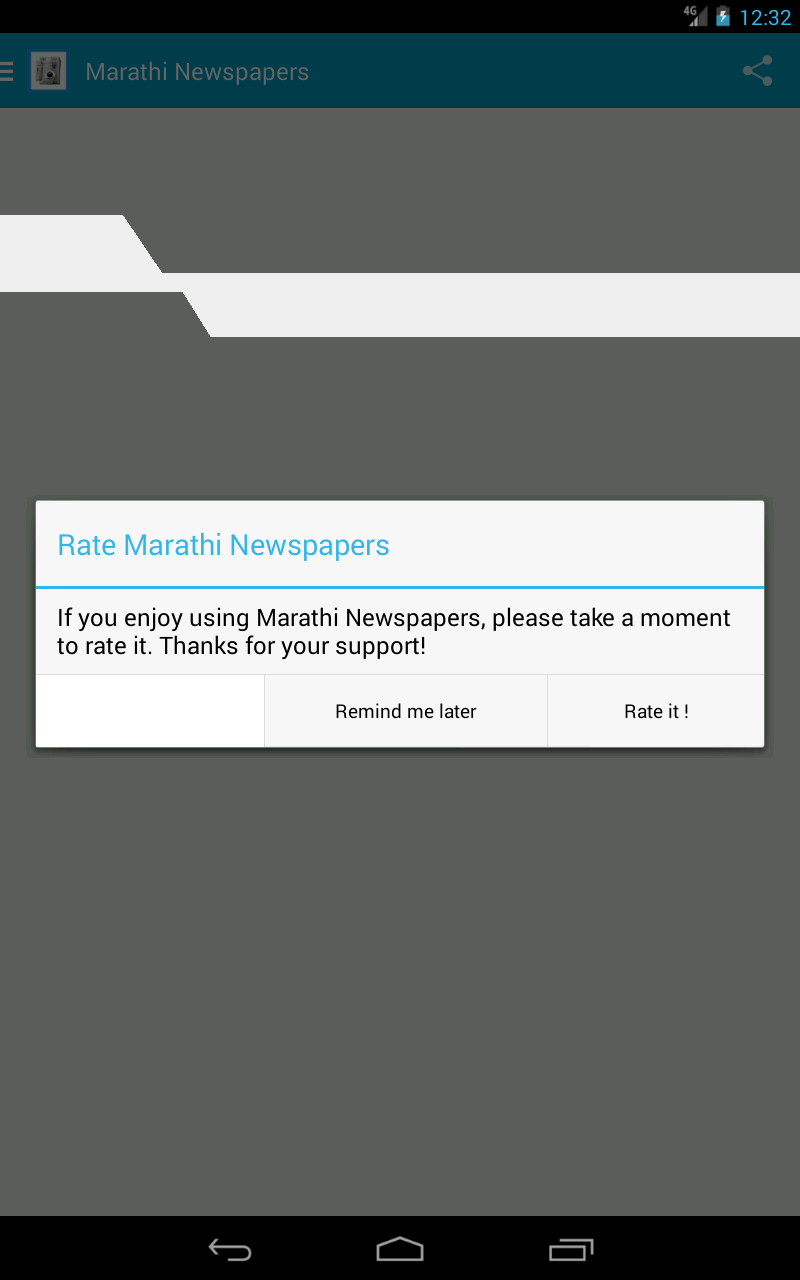 4G
12:32
Marathi Newspapers
Rate Marathi Newspapers
If you enjoy using Marathi Newspapers, please take a moment
to rate it. Thanks for your support!
Remind me later
Rate it !